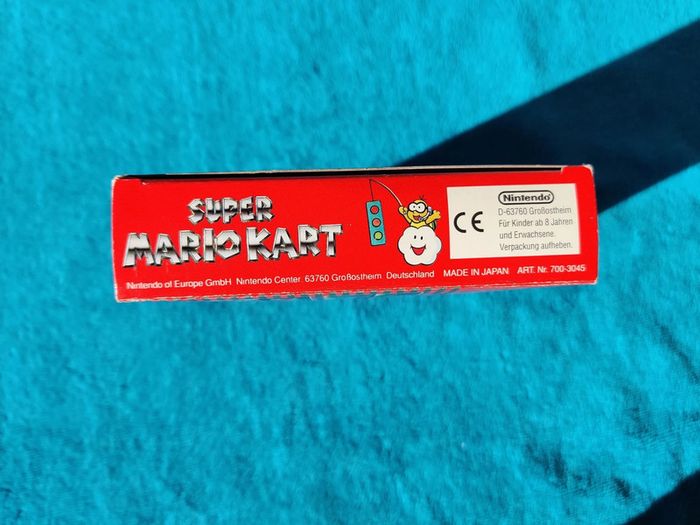 SUPER
MARIO KART
CE
Nintendo
D-63760 Großostheim
Für Kinder ab 8 Jahren
und Erwachsene.
Verpackung aufheben.
Nintendo of Europe GmbH Nintendo Center 63760 Großostheim Deutschland MADE IN JAPAN ART. Nr. 700-3045